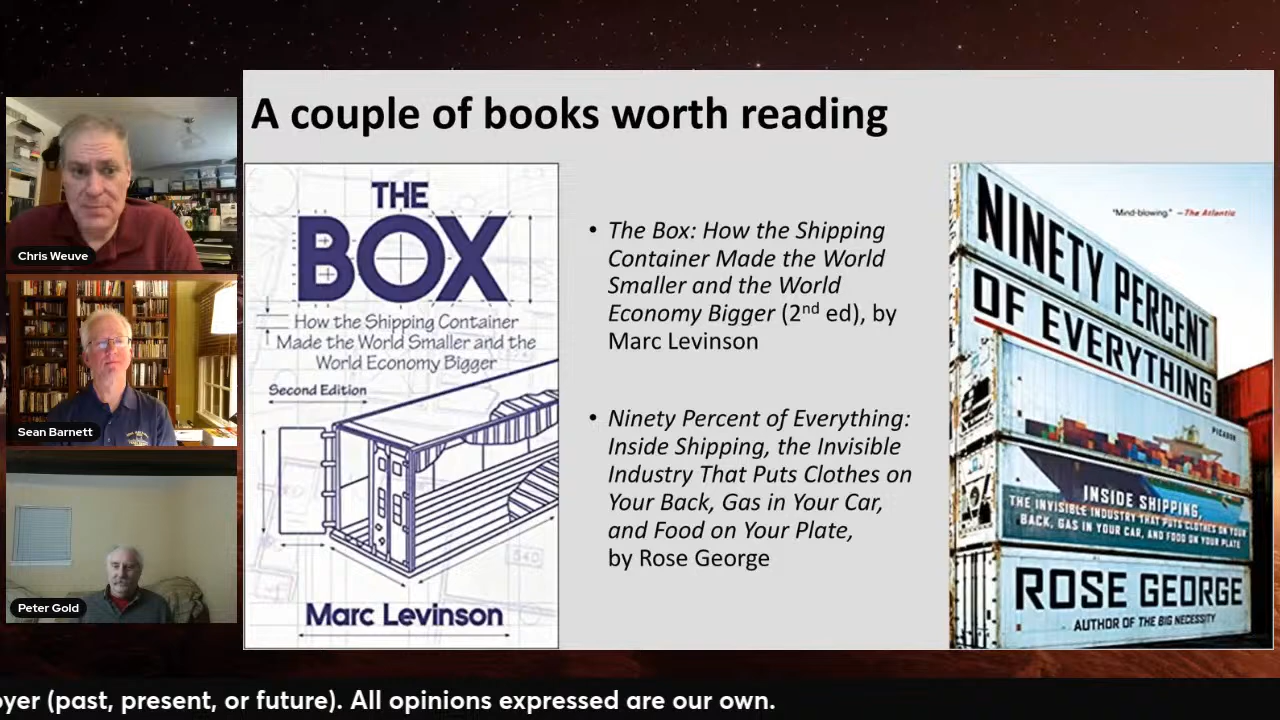 A couple of books worth reading
Chris Weuve
Sean Barnett
Peter Gold
THE
BOX
How the Shipping Container
Made the World Smaller and the
World Economy Bigger
Second Edition
Marc Levinson
• The Box: How the Shipping
Container Made the World
Smaller and the World
Economy Bigger (2nd ed), by
Marc Levinson
• Ninety Percent of Everything:
Inside Shipping, the Invisible
Industry That Puts Clothes on
Your Back, Gas in Your Car,
and Food on Your Plate,
by Rose George
"Mind-blowing." —The Atlantic
NINETY PERCENT
OF EVERYTHING
PICADOR
INSIDE SHIPPING,
THE INVISIBLE INDUSTRY THAT PUTS CLOTHES ON YOUR
BACK, GAS IN YOUR CAR, AND FOOD ON YOUR PLATE
ROSE GEORGE
AUTHOR OF THE BIG NECESSITY
oyer (past, present, or future). All opinions expressed are our own.